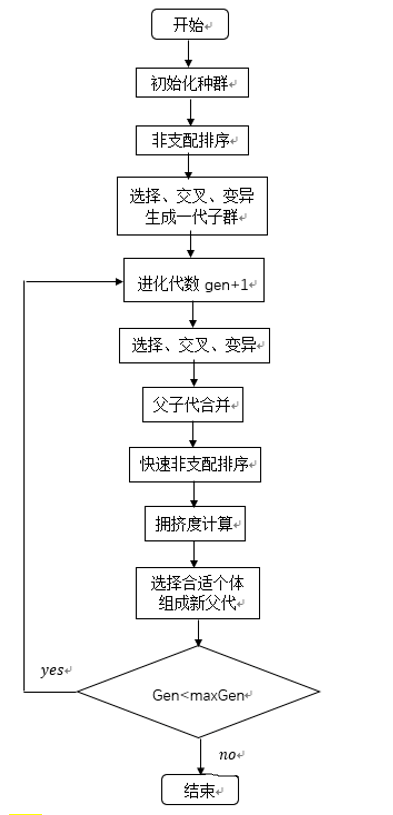 开始
初始化种群
非支配排序
选择、交叉、变异
生成一代子群
进化代数 gen+1
选择、交叉、变异
父子代合并
快速非支配排序
拥挤度计算
选择合适个体
组成新父代
yes
Gen<maxGen
no
结束